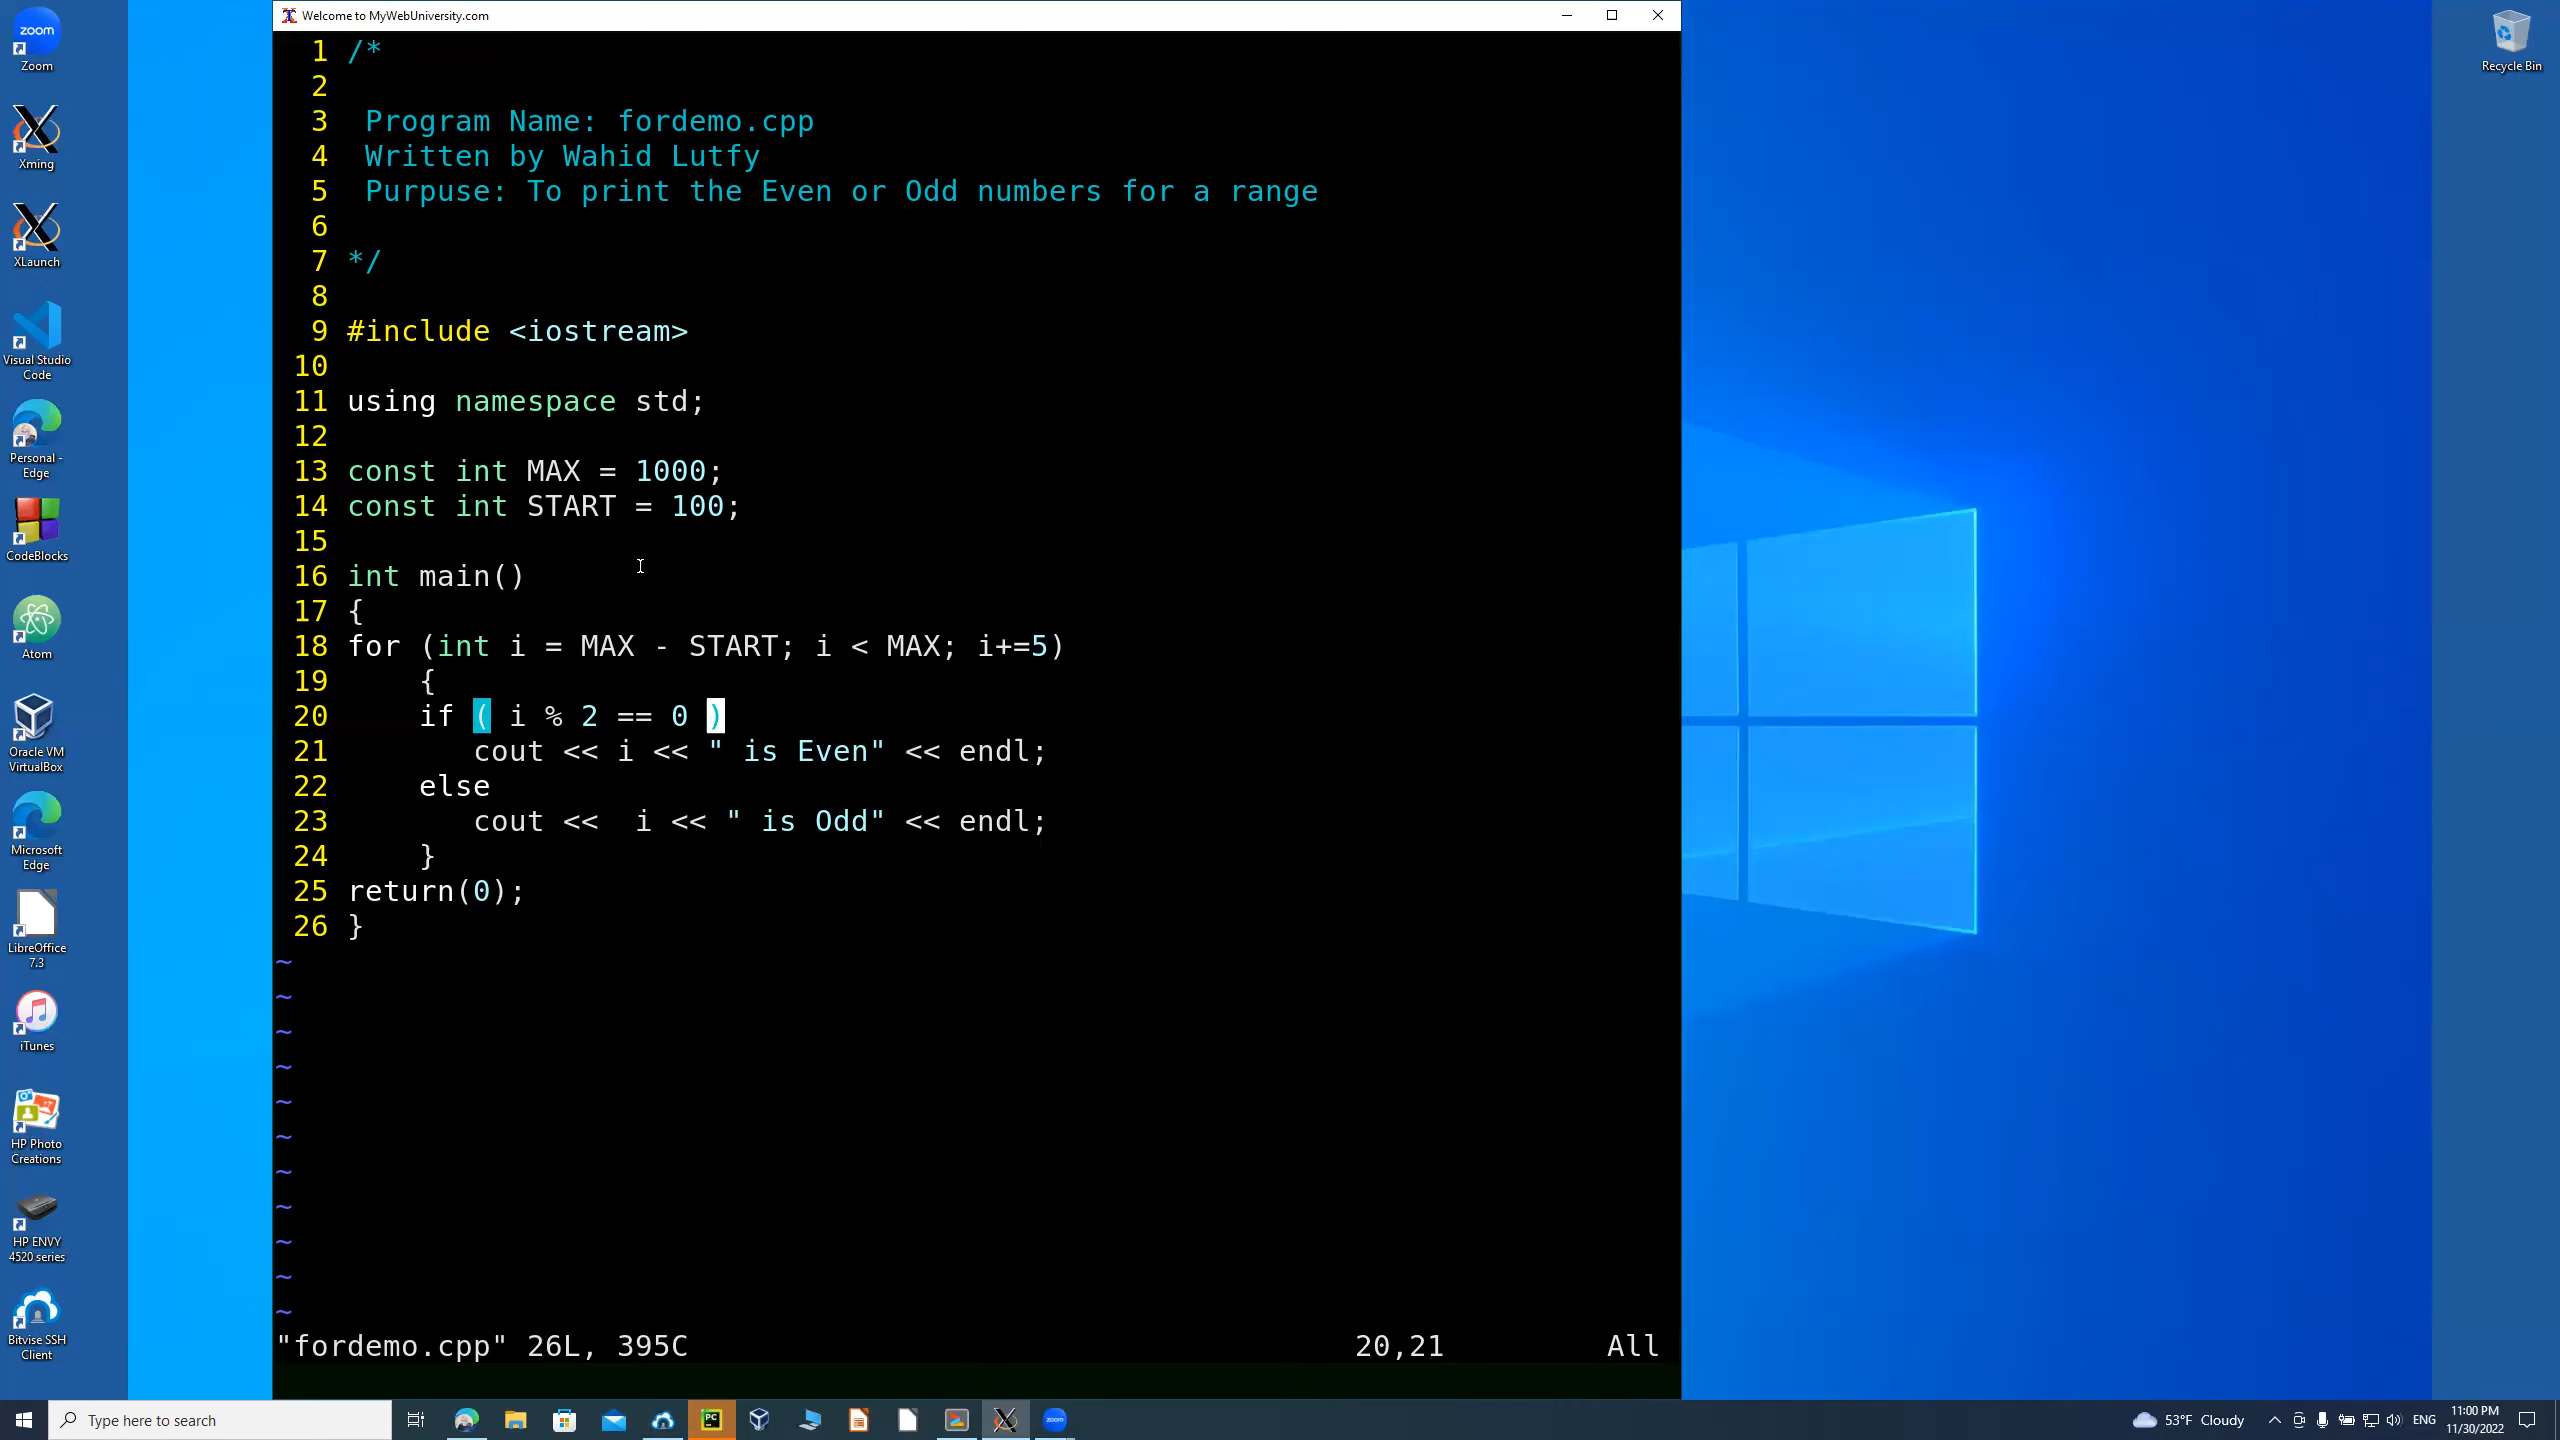 Welcome to MyWebUniversity.com
1 /*
2
3  Program Name: fordemo.cpp
4  Written by Wahid Lutfy
5  Purpuse: To print the Even or Odd numbers for a range
6
7 */
8
9 #include <iostream>
10
11 using namespace std;
12
13 const int MAX = 1000;
14 const int START = 100;
15
16 int main()
17 {
18 for (int i = MAX - START; i < MAX; i+=5)
19     {
20     if ( i % 2 == 0 )
21        cout << i << " is Even" << endl;
22     else
23        cout <<  i << " is Odd" << endl;
24     }
25 return(0);
26 }
~
~
~
~
~
~
~
~
~
~
~
"fordemo.cpp" 26L, 395C 20,21 All
zoom
Zoom
Xming
XLaunch
Visual Studio
Code
Personal -
Edge
CodeBlocks
Atom
Oracle VM
VirtualBox
Microsoft
Edge
LibreOffice
7.3
iTunes
HP Photo
Creations
HP ENVY
4520 series
Bitvise SSH
Client
Recycle Bin
Type here to search
PC
zoom
53°F Cloudy
ENG
11:00 PM
11/30/2022